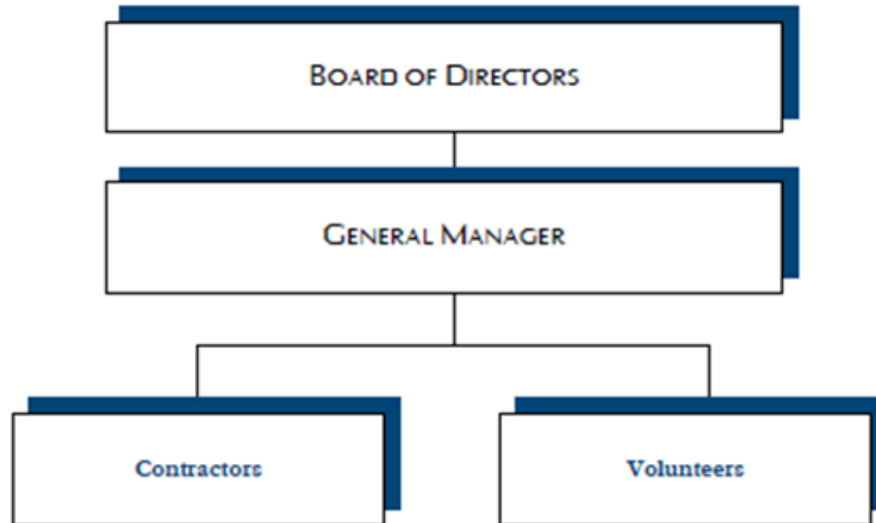 BOARD OF DIRECTORS
GENERAL MANAGER
Contractors
Volunteers